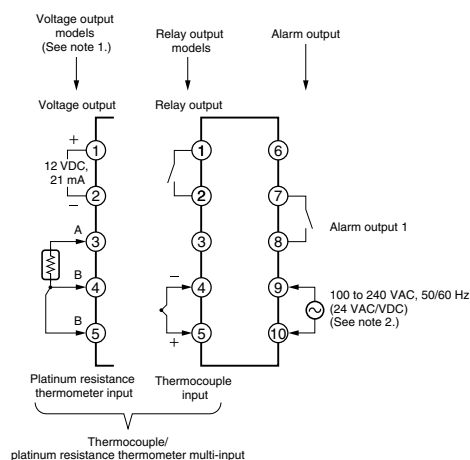 Voltage output
models
(See note 1.)
Relay output
models
Alarm output
Voltage output
Relay output
+
12 VDC,
21 mA
−
A
B
B
1
2
3
4
5
1
2
3
4
5
−
+
6
7
8
9
10
Alarm output 1
100 to 240 VAC, 50/60 Hz
(24 VAC/VDC)
(See note 2.)
Platinum resistance
thermometer input
Thermocouple
input
Thermocouple/
platinum resistance thermometer multi-input